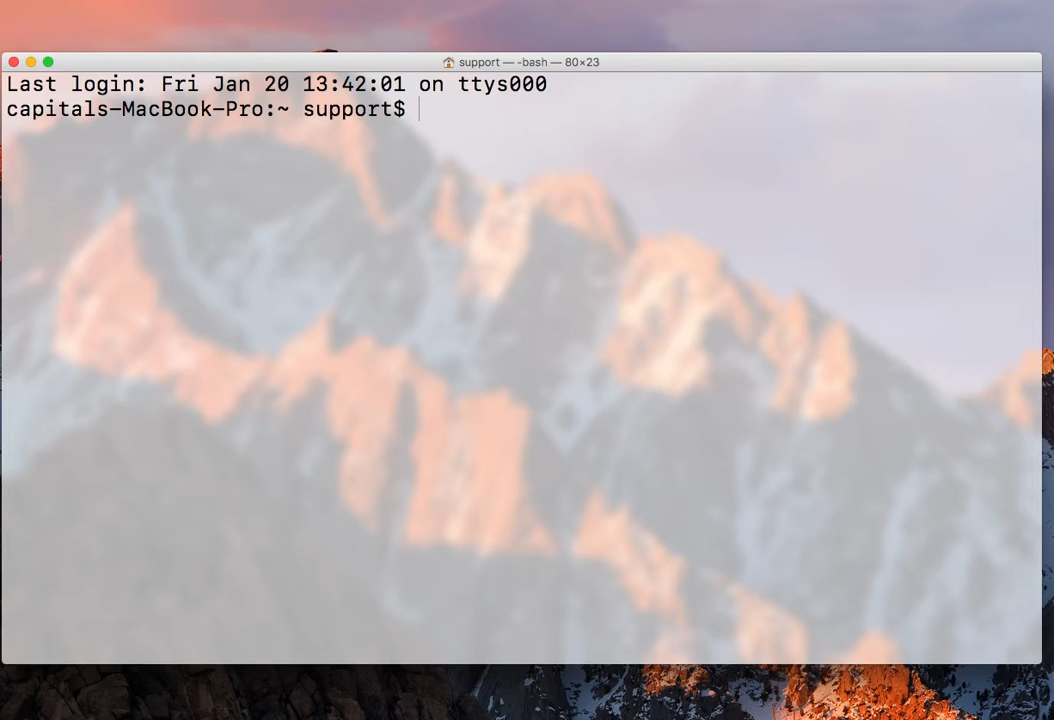 support — -bash — 80×23
Last login: Fri Jan 20 13:42:01 on ttys000
capitals-MacBook-Pro:~ support$